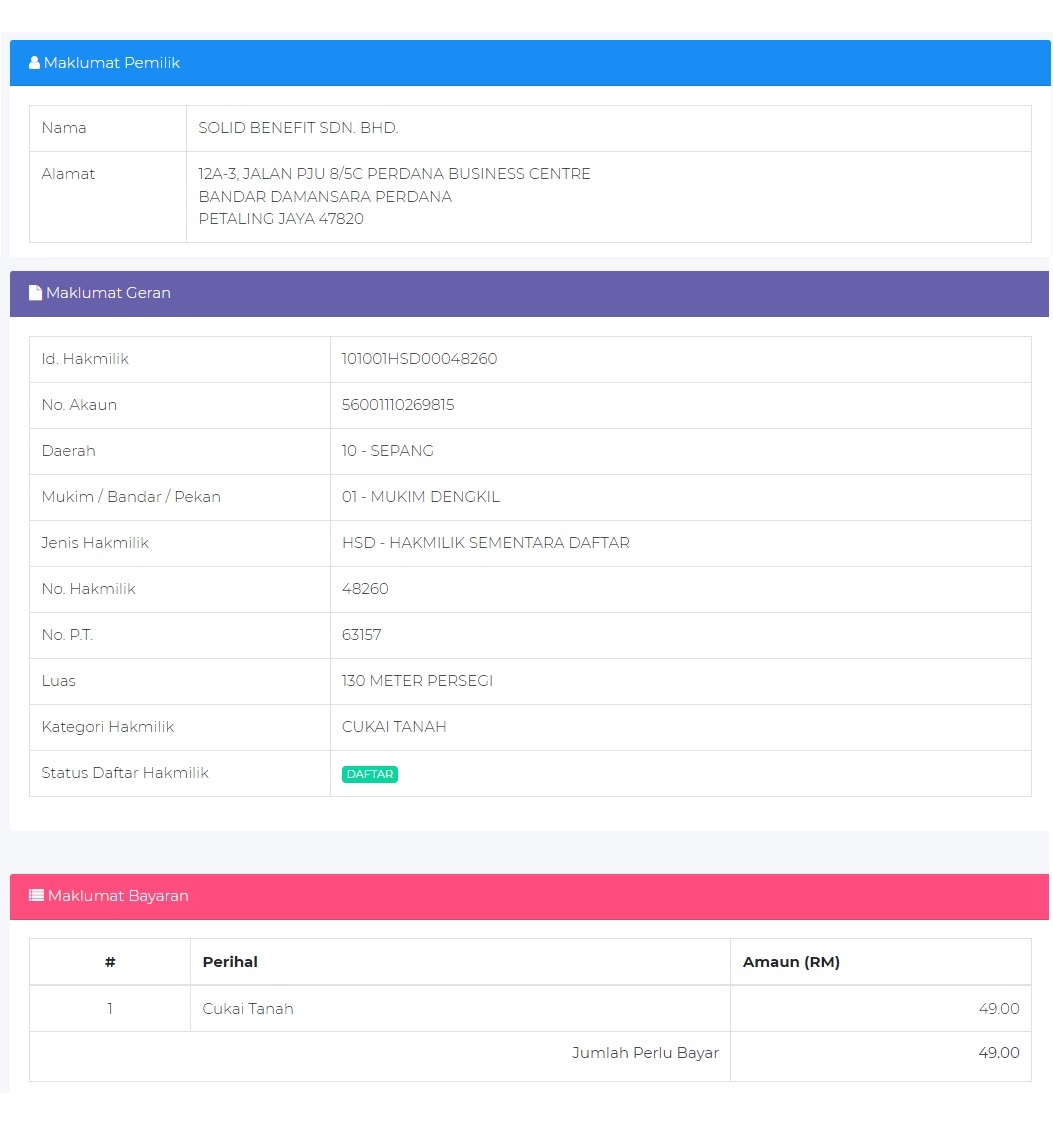 Maklumat Pemilik
Nama SOLID BENEFIT SDN. BHD.
Alamat 12A-3, JALAN PJU 8/5C PERDANA BUSINESS CENTRE
BANDAR DAMANSARA PERDANA
PETALING JAYA 47820
Maklumat Geran
Id. Hakmilik 101001HSD00048260
No. Akaun 56001110269815
Daerah 10 - SEPANG
Mukim / Bandar / Pekan 01 - MUKIM DENGKIL
Jenis Hakmilik HSD - HAKMILIK SEMENTARA DAFTAR
No. Hakmilik 48260
No. P.T. 63157
Luas 130 METER PERSEGI
Kategori Hakmilik CUKAI TANAH
Status Daftar Hakmilik DAFTAR
Maklumat Bayaran
# Perihal Amaun (RM)
1 Cukai Tanah 49.00
Jumlah Perlu Bayar 49.00